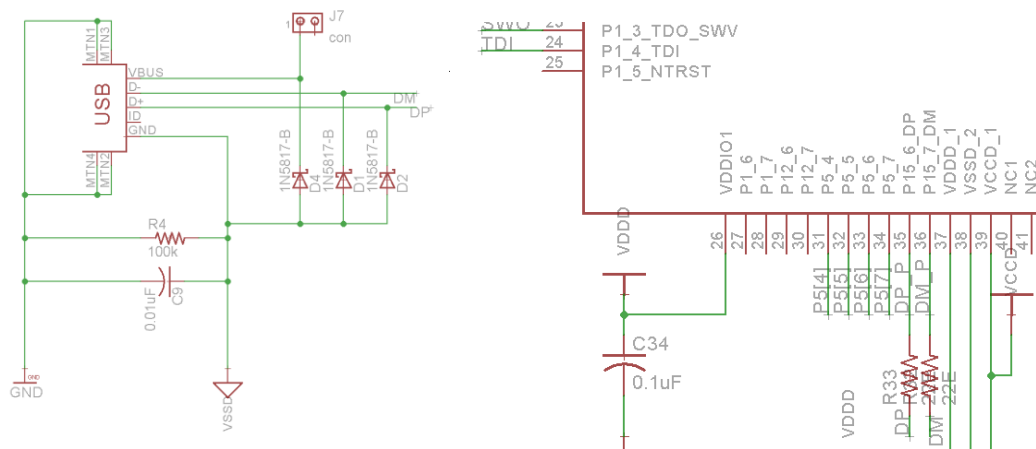 J7
1
con
MTN1
MTN3
VBUS
D-
D+
ID
GND
USB
MTN4
MTN2
DM
DP
1N5817-B
D4
1N5817-B
D1
1N5817-B
D2
R4
100k
0.01uF
C9
GND
GND
VSSD
SWO
23
P1_3_TDO_SWV
TDI
24
P1_4_TDI
25
P1_5_NTRST
VDDIO1
P1_6
P1_7
P12_6
P12_7
P5_4
P5_5
P5_6
P5_7
P15_6_DP
P15_7_DM
VDDD_1
VSSD_2
VCCD_1
NC1
NC2
26
27
28
29
30
31
32
33
34
35
36
37
38
39
40
41
VDDD
P5[4]
P5[5]
P5[6]
P5[7]
DP_P
DM_P
VCCD
C34
0.1uF
R33
22E
VDDD
DP
DM